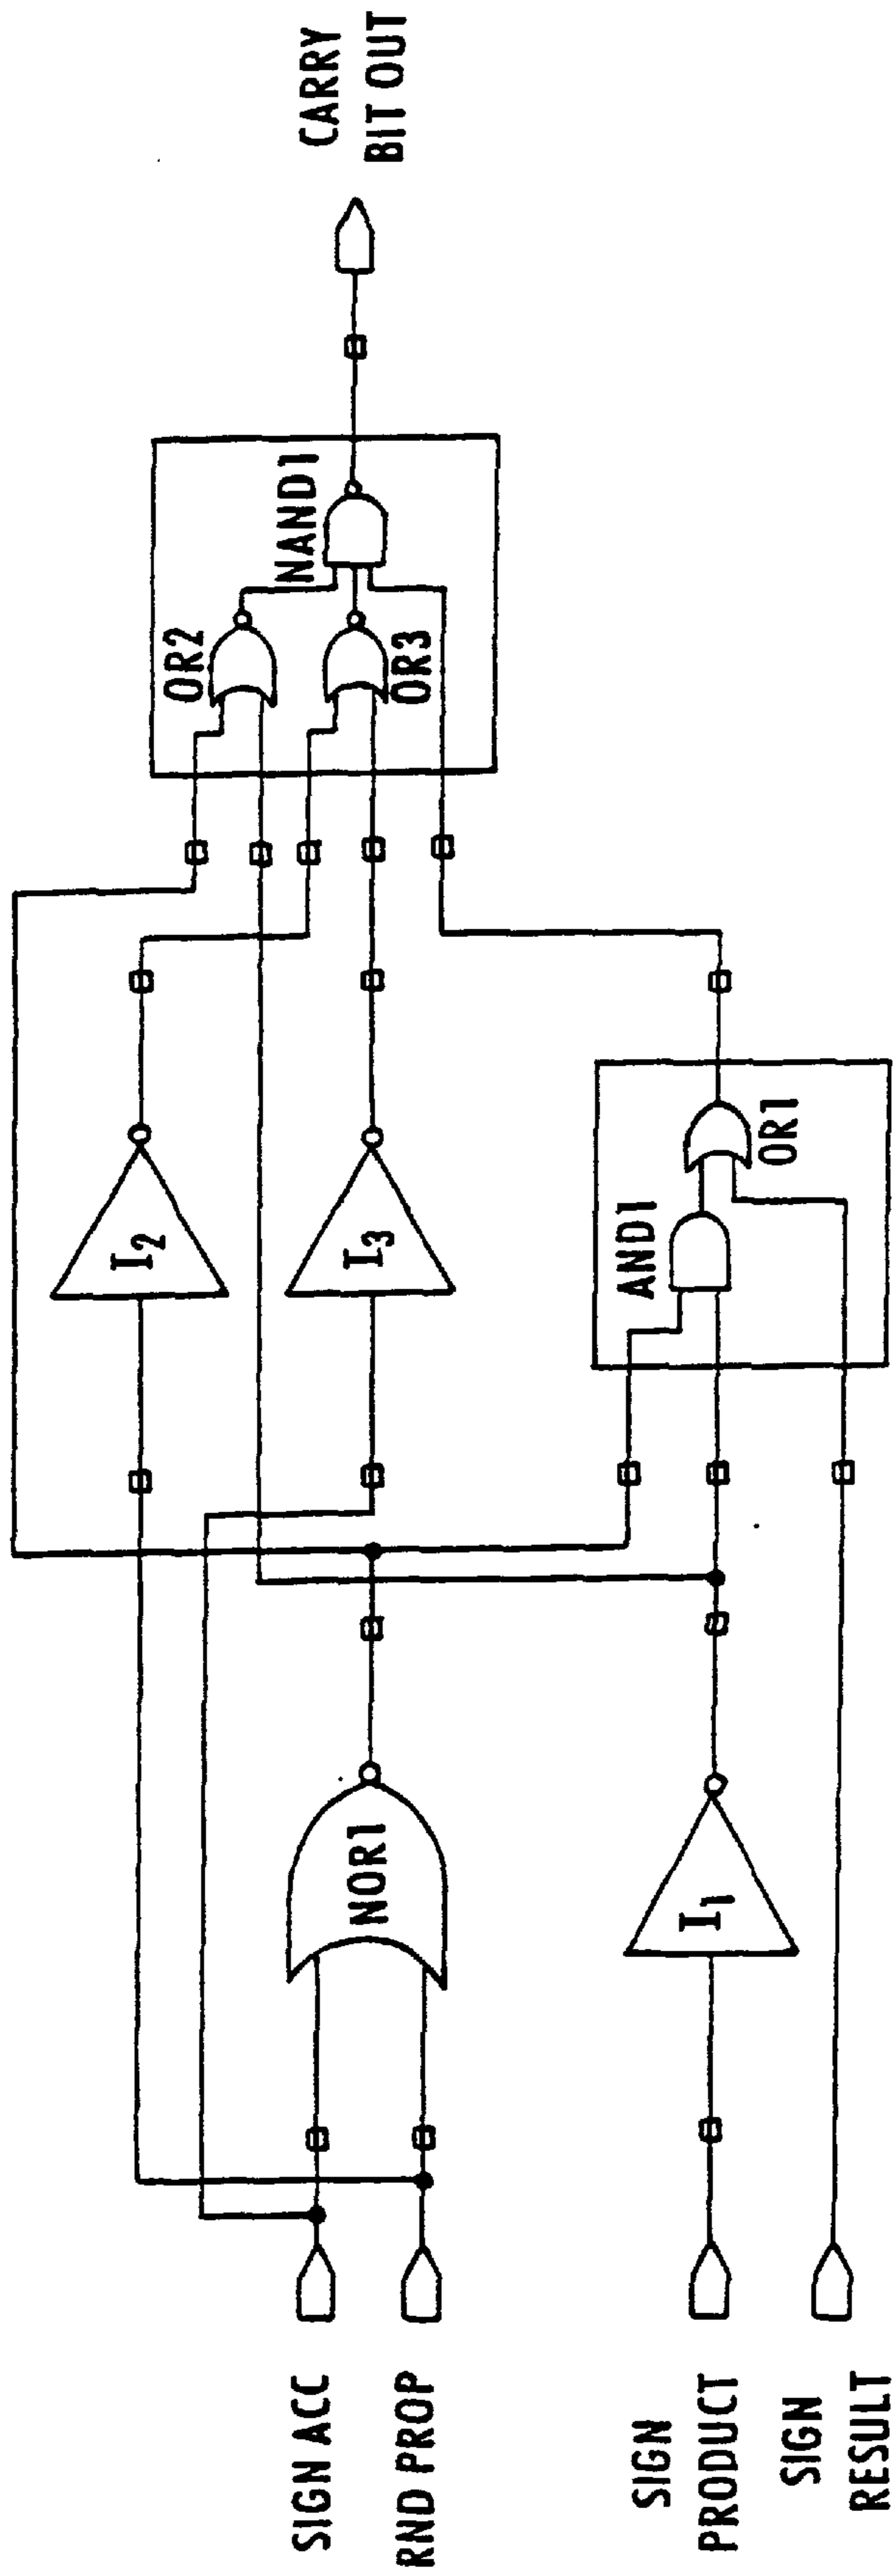 SIGN ACC
RND PROP
SIGN
PRODUCT
SIGN
RESULT
NOR1
I1
I2
I3
AND1
OR1
OR2
OR3
NAND1
CARRY
BIT OUT